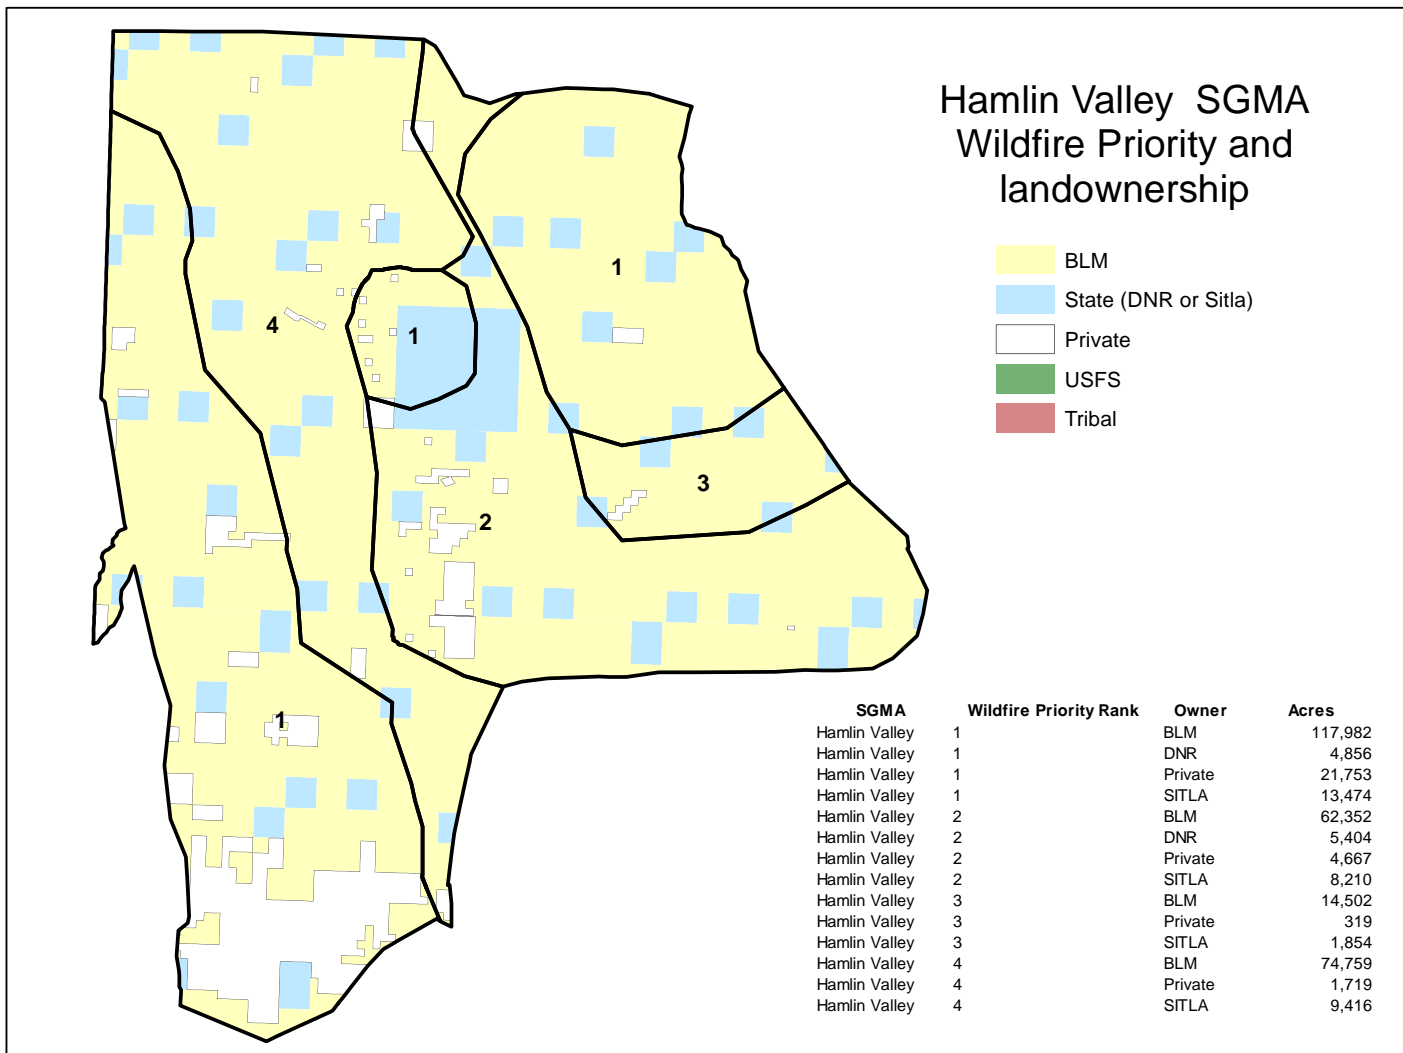 Hamlin Valley SGMA
Wildfire Priority and
landownership
BLM
State (DNR or Sitla)
Private
USFS
Tribal
1
4
1
3
2
1
SGMA Wildfire Priority Rank Owner Acres
Hamlin Valley 1 BLM 117,982
Hamlin Valley 1 DNR 4,856
Hamlin Valley 1 Private 21,753
Hamlin Valley 1 SITLA 13,474
Hamlin Valley 2 BLM 62,352
Hamlin Valley 2 DNR 5,404
Hamlin Valley 2 Private 4,667
Hamlin Valley 2 SITLA 8,210
Hamlin Valley 3 BLM 14,502
Hamlin Valley 3 Private 319
Hamlin Valley 3 SITLA 1,854
Hamlin Valley 4 BLM 74,759
Hamlin Valley 4 Private 1,719
Hamlin Valley 4 SITLA 9,416